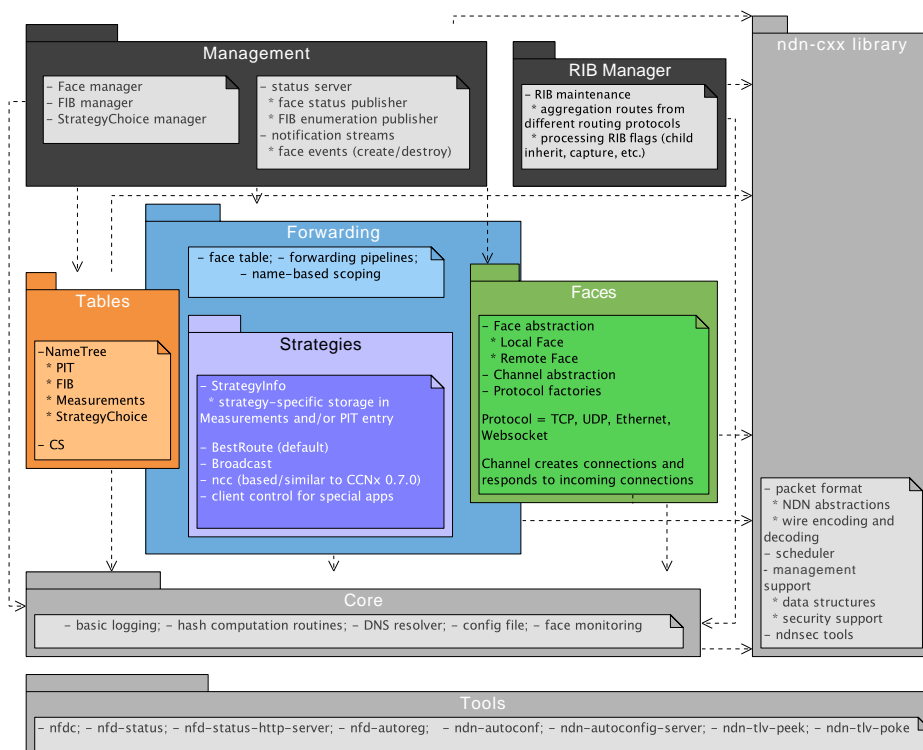 Management
– Face manager
– FIB manager
– StrategyChoice manager
– status server
* face status publisher
* FIB enumeration publisher
– notification streams
* face events (create/destroy)
RIB Manager
– RIB maintenance
* aggregation routes from
different routing protocols
* processing RIB flags (child
inherit, capture, etc.)
ndn-cxx library
Forwarding
– face table; – forwarding pipelines;
– name-based scoping
Tables
–NameTree
* PIT
* FIB
* Measurements
* StrategyChoice
– CS
Strategies
– StrategyInfo
* strategy-specific storage in
Measurements and/or PIT entry
– BestRoute (default)
– Broadcast
– ncc (based/similar to CCNx 0.7.0)
– client control for special apps
Faces
– Face abstraction
* Local Face
* Remote Face
– Channel abstraction
– Protocol factories
Protocol = TCP, UDP, Ethernet,
Websocket
Channel creates connections and
responds to incoming connections
– packet format
* NDN abstractions
* wire encoding and
decoding
– scheduler
- management
support
* data structures
* security support
– ndnsec tools
Core
– basic logging; – hash computation routines; – DNS resolver; – config file; – face monitoring
Tools
– nfdc; – nfd-status; – nfd-status-http-server; – nfd-autoreg; – ndn-autoconf; – ndn-autoconfig-server; – ndn-tlv-peek; – ndn-tlv-poke